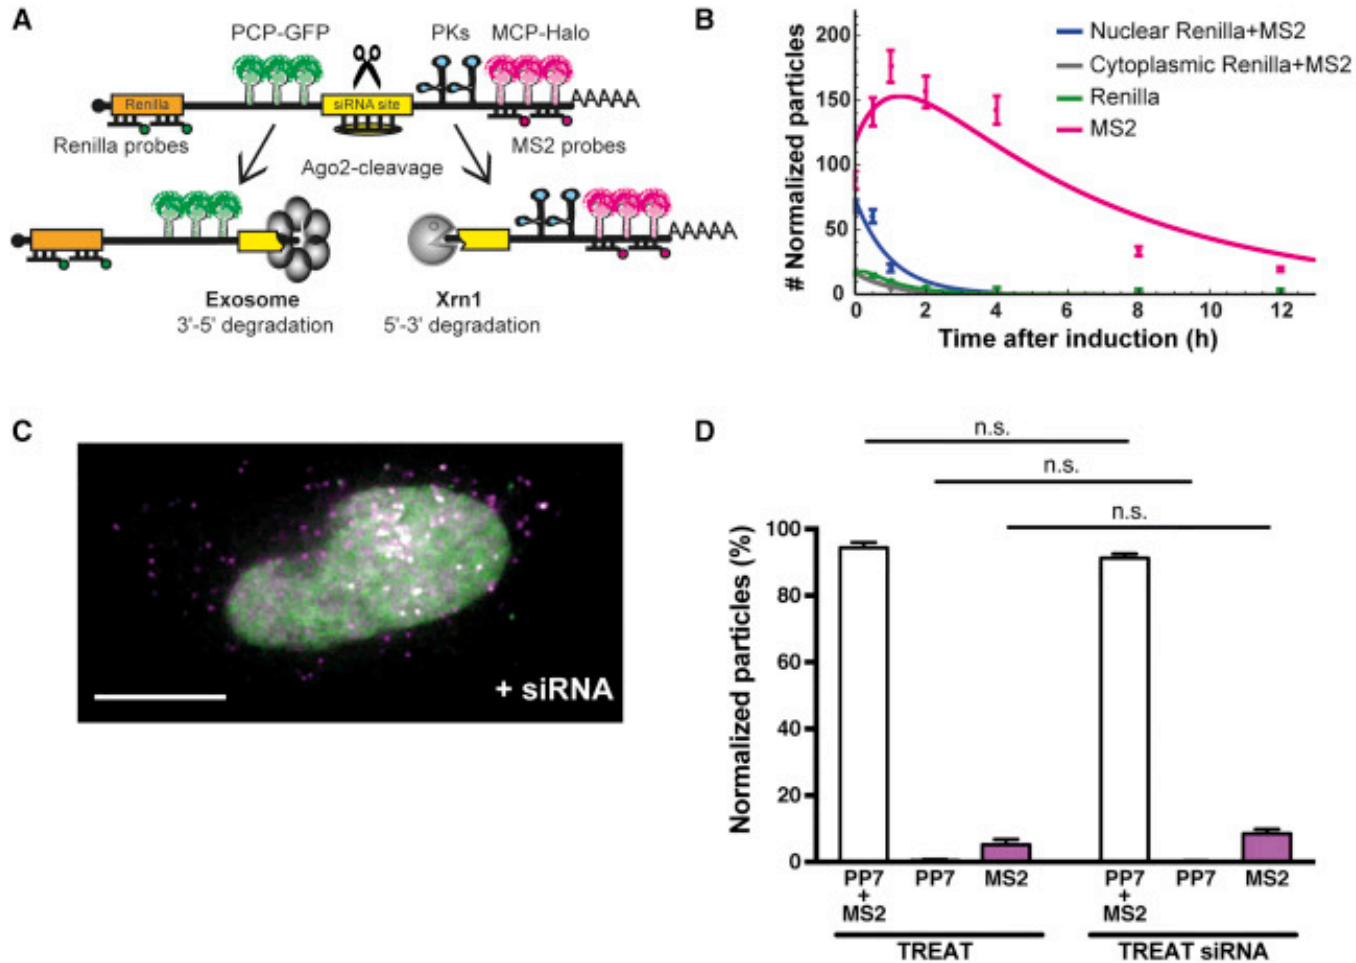 A
PCP-GFP
PKs
MCP-Halo
Renilla
siRNA site
AAAAA
Renilla probes
MS2 probes
Ago2-cleavage
AAAAA
Exosome
3'-5' degradation
Xrn1
5'-3' degradation
B
# Normalized particles
200
150
100
50
0
0
2
4
6
8
10
12
Time after induction (h)
Nuclear Renilla+MS2
Cytoplasmic Renilla+MS2
Renilla
MS2
C
+ siRNA
D
n.s.
n.s.
n.s.
Normalized particles (%)
100
80
60
40
20
0
PP7
+
MS2
PP7
MS2
PP7
+
MS2
PP7
MS2
TREAT
TREAT siRNA